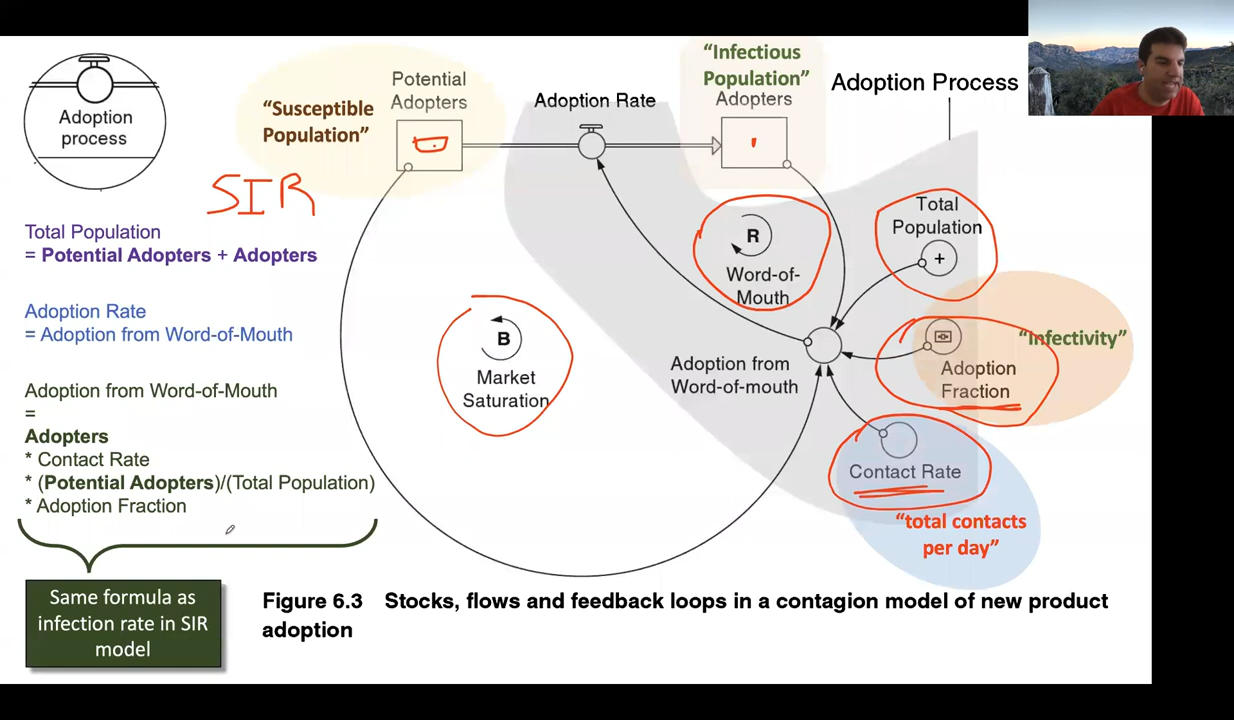 Adoption
process
SIR
Total Population
= Potential Adopters + Adopters
Adoption Rate
= Adoption from Word-of-Mouth
Adoption from Word-of-Mouth
=
Adopters
* Contact Rate
* (Potential Adopters)/(Total Population)
* Adoption Fraction
Same formula as
infection rate in SIR
model
"Susceptible
Population"
Potential
Adopters
Adoption Rate
"Infectious
Population"
Adopters
Adoption Process
R
Word-of-
Mouth
Total
Population
+
B
Market
Saturation
Adoption from
Word-of-mouth
Adoption
Fraction
"Infectivity"
Contact Rate
"total contacts
per day"
Figure 6.3 Stocks, flows and feedback loops in a contagion model of new product
adoption